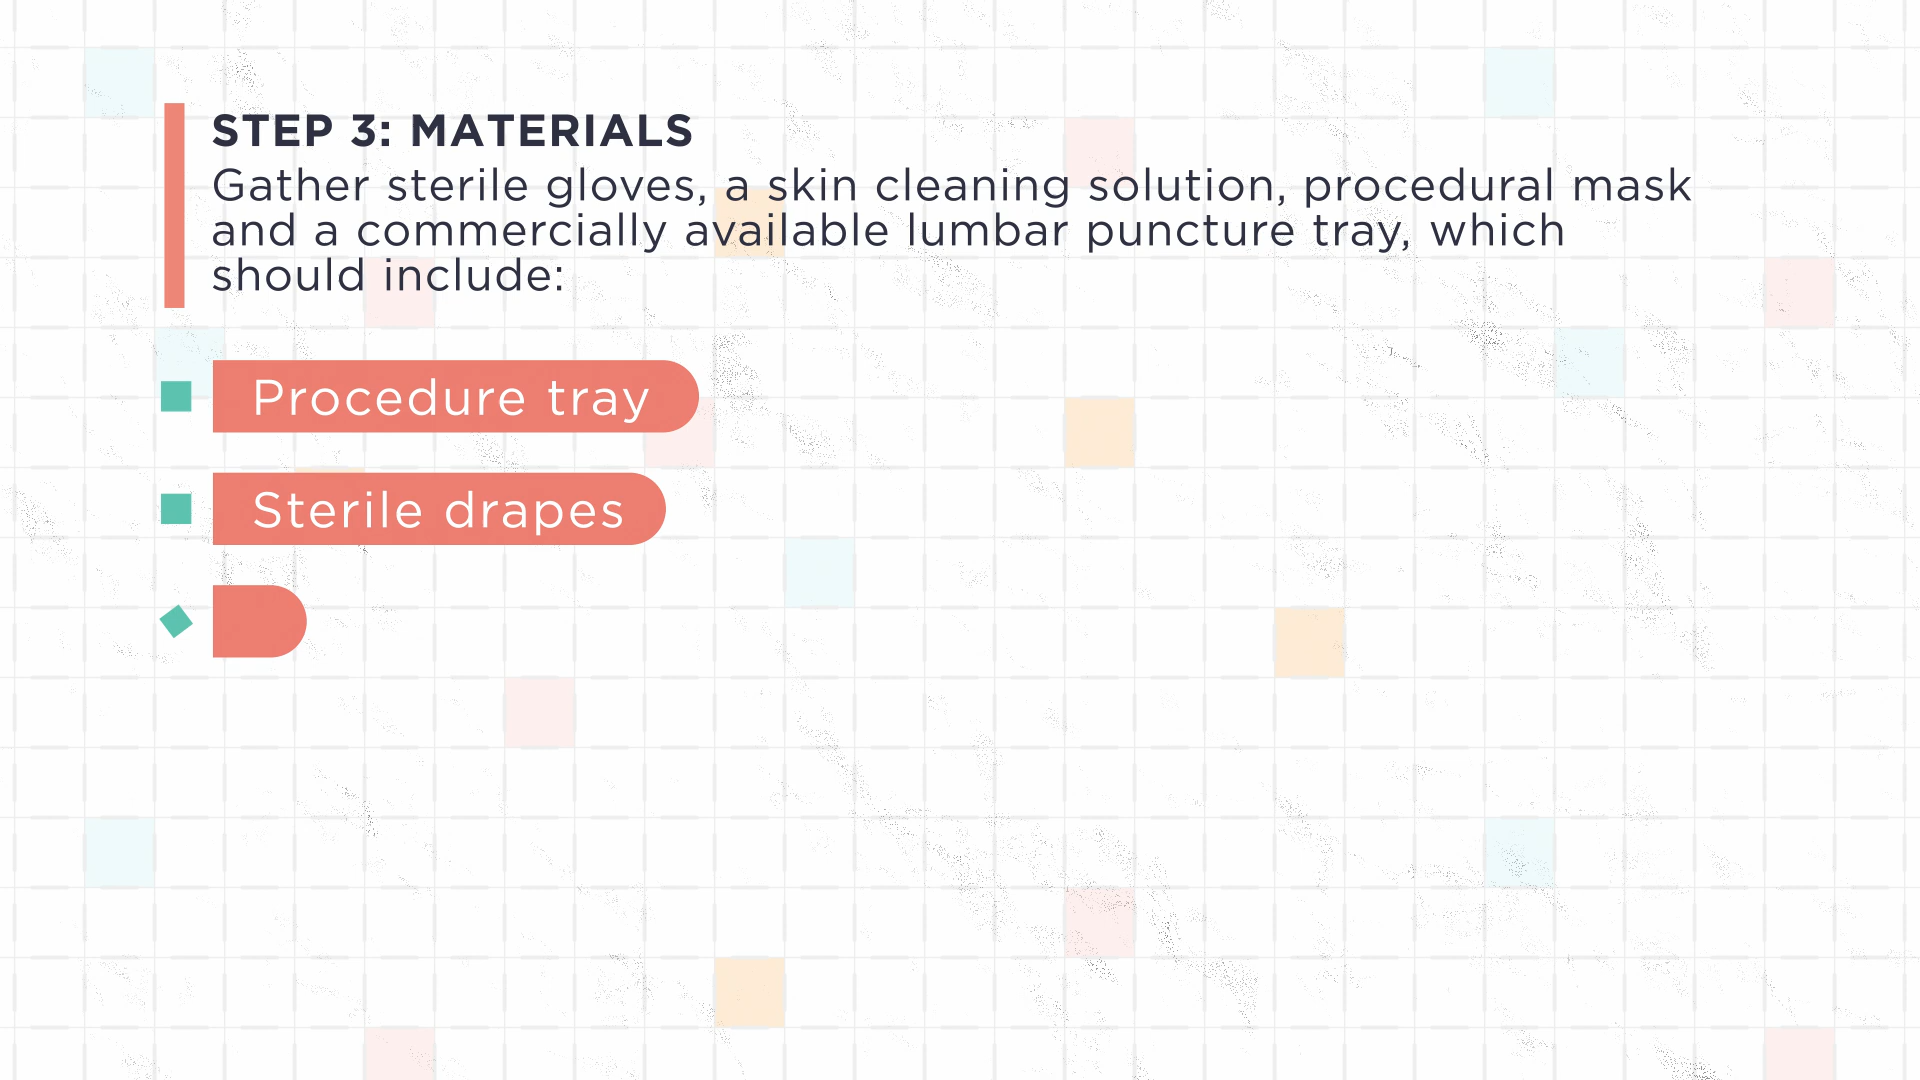 STEP 3: MATERIALS
Gather sterile gloves, a skin cleaning solution, procedural mask
and a commercially available lumbar puncture tray, which
should include:
Procedure tray
Sterile drapes